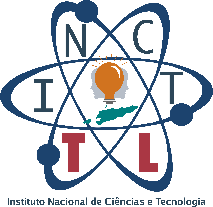 N C
I T
T L
Instituto Nacional de Ciências e Tecnologia